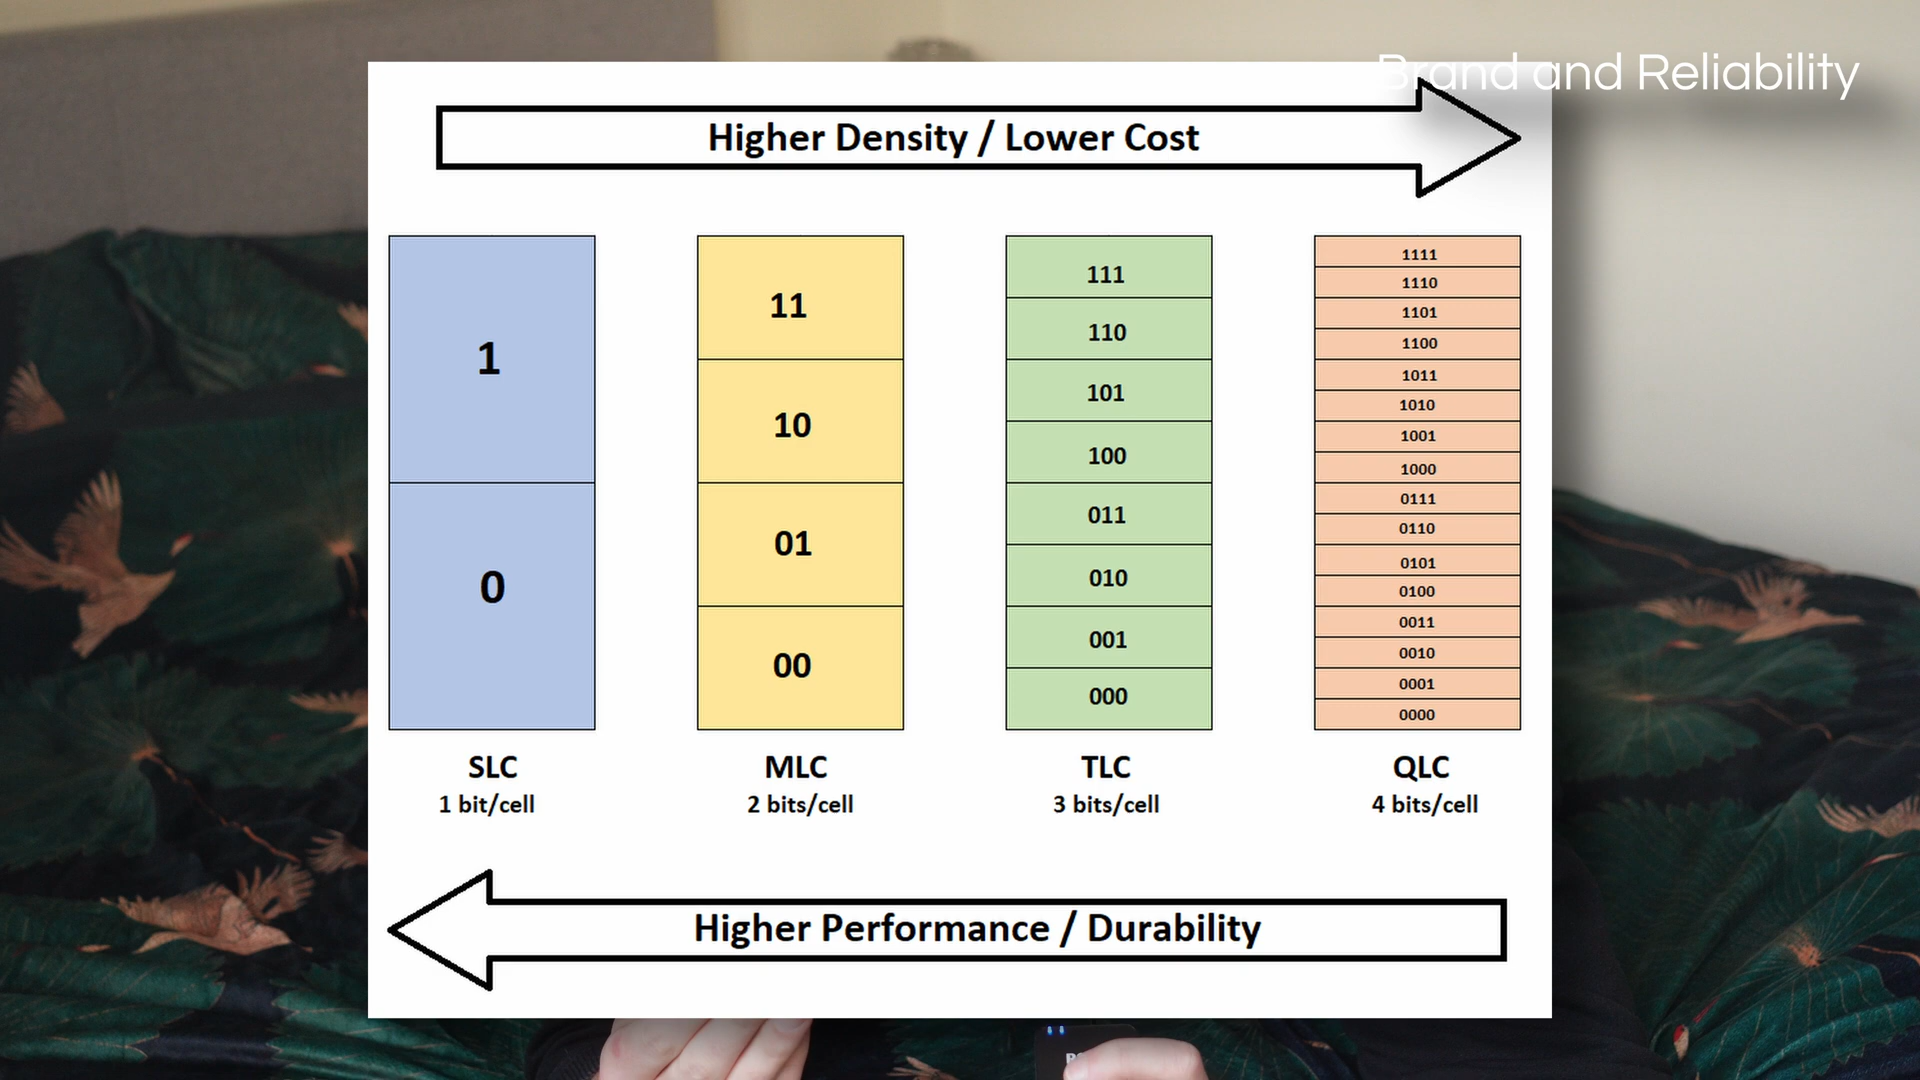 Brand and Reliability
Higher Density / Lower Cost
1
0
11
10
01
00
111
110
101
100
011
010
001
000
1111
1110
1101
1100
1011
1010
1001
1000
0111
0110
0101
0100
0011
0010
0001
0000
SLC
1 bit/cell
MLC
2 bits/cell
TLC
3 bits/cell
QLC
4 bits/cell
Higher Performance / Durability